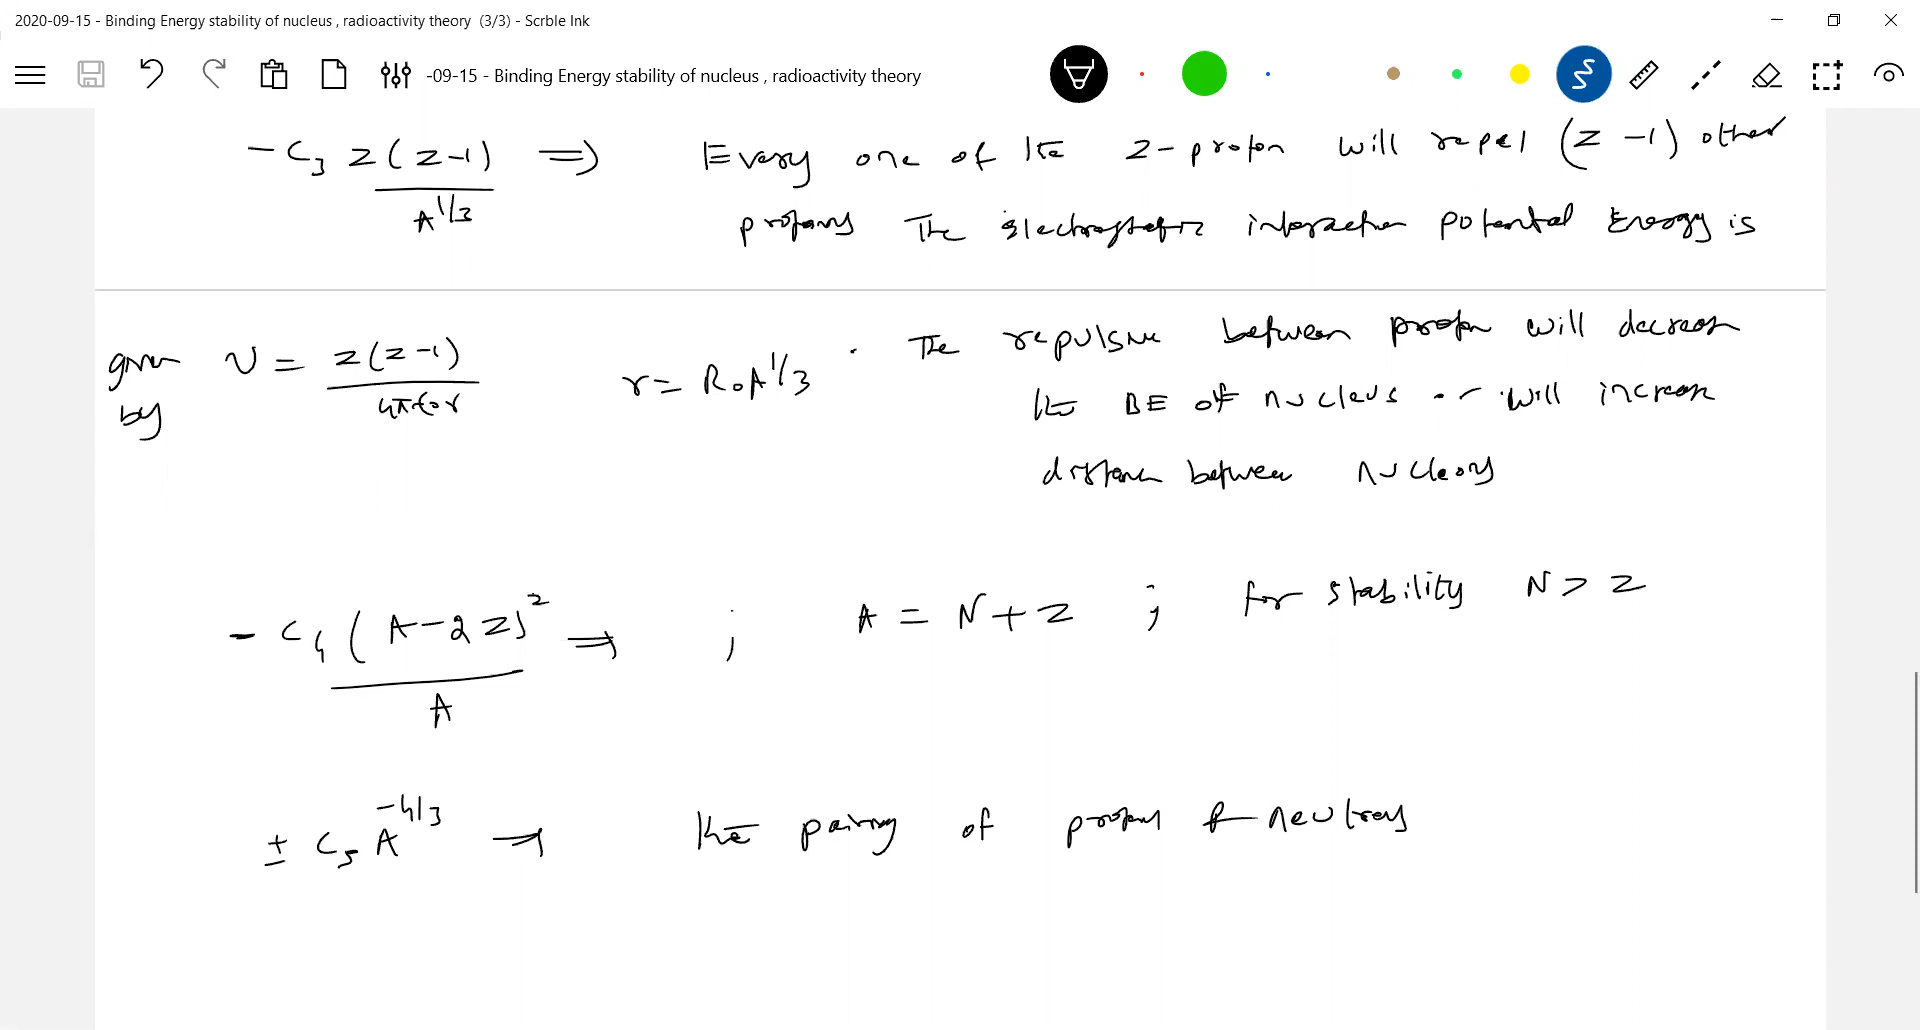 2020-09-15 - Binding Energy stability of nucleus , radioactivity theory (3/3) - Scrble Ink
-09-15 - Binding Energy stability of nucleus , radioactivity theory
- C₃ Z(Z-1)/A^1/3 ⇒ Every one of the Z-proton will repel (Z-1) other
protons The electrostatic interaction potential Energy is
given by V = Z(Z-1)/4πε₀r r = R₀A^1/3 . The repulsive between proton will decrease
the BE of nucleus or will increase
distance between nucleons
- C₄ (A-2Z)²/A ⇒ ; A = N+Z ; for stability N > Z
± C₅ A^-4/3 → the pairing of protons & neutrons